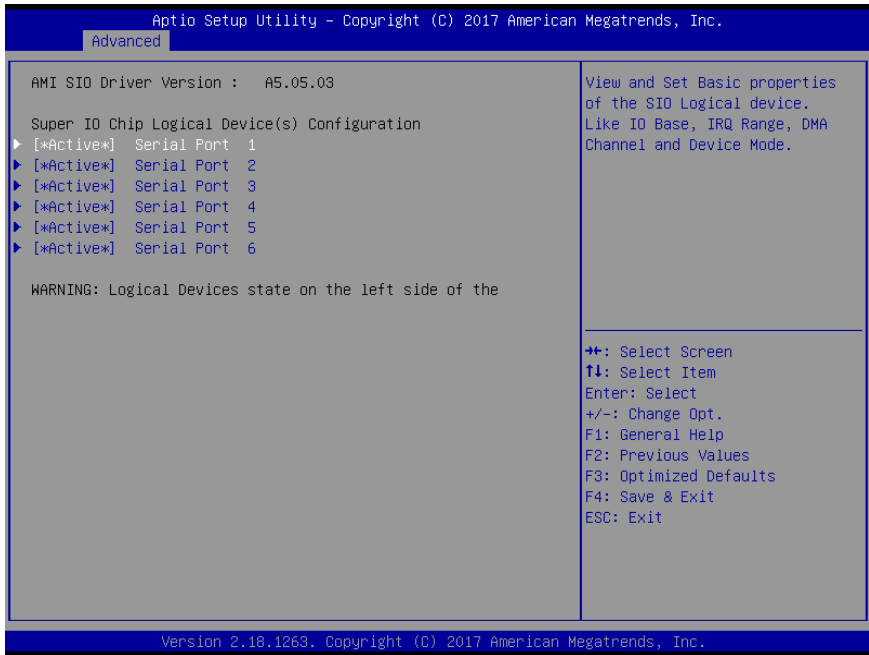 Aptio Setup Utility – Copyright (C) 2017 American Megatrends, Inc.
Advanced
AMI SIO Driver Version : A5.05.03
Super IO Chip Logical Device(s) Configuration
[*Active*] Serial Port 1
[*Active*] Serial Port 2
[*Active*] Serial Port 3
[*Active*] Serial Port 4
[*Active*] Serial Port 5
[*Active*] Serial Port 6
WARNING: Logical Devices state on the left side of the
View and Set Basic properties
of the SIO Logical device.
Like IO Base, IRQ Range, DMA
Channel and Device Mode.
→←: Select Screen
↑↓: Select Item
Enter: Select
+/-: Change Opt.
F1: General Help
F2: Previous Values
F3: Optimized Defaults
F4: Save & Exit
ESC: Exit
Version 2.18.1263. Copyright (C) 2017 American Megatrends, Inc.